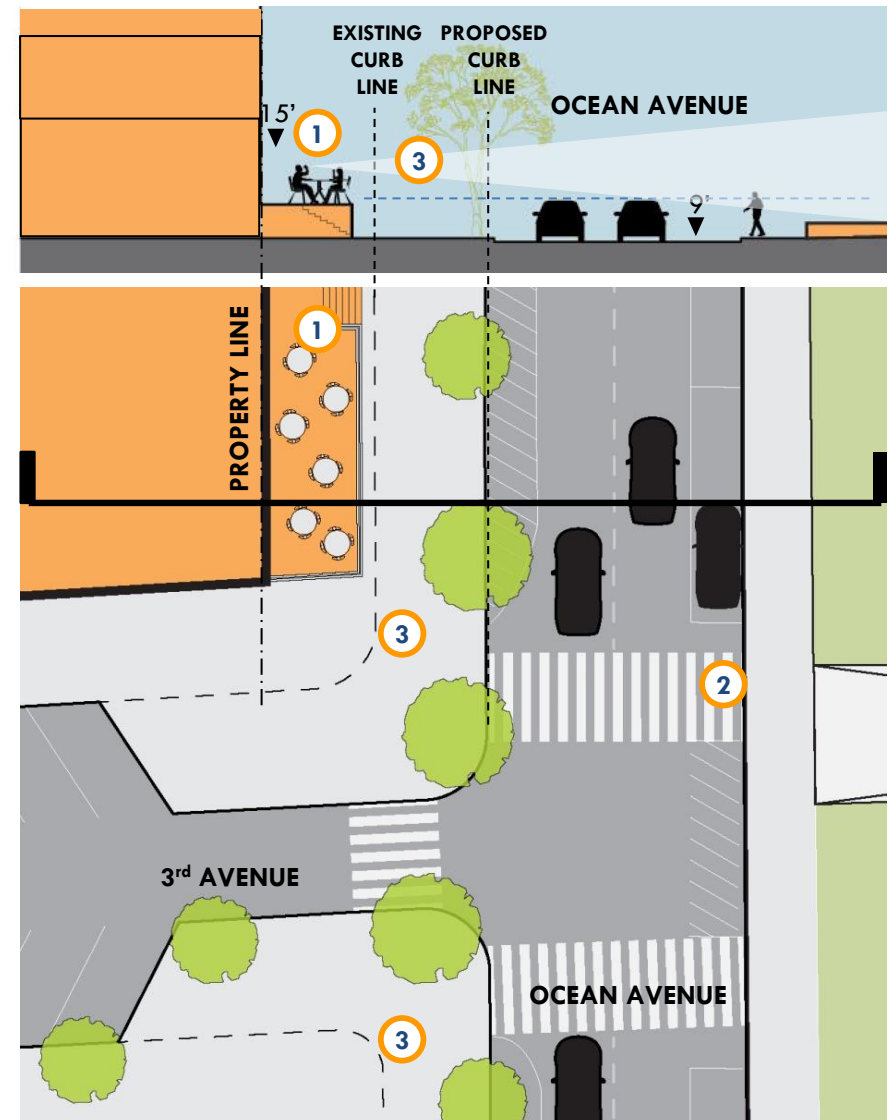 EXISTING
CURB
LINE
PROPOSED
CURB
LINE
OCEAN AVENUE
15'
1
3
9'
1
PROPERTY LINE
3
2
3rd AVENUE
OCEAN AVENUE
3